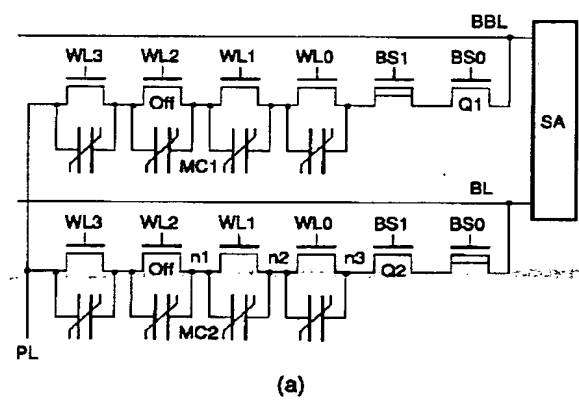 BBL
WL3 WL2 WL1 WL0 BS1 BS0
Off Q1 SA
MC1
BL
WL3 WL2 WL1 WL0 BS1 BS0
Off n1 n2 n3 Q2
MC2
PL
(a)